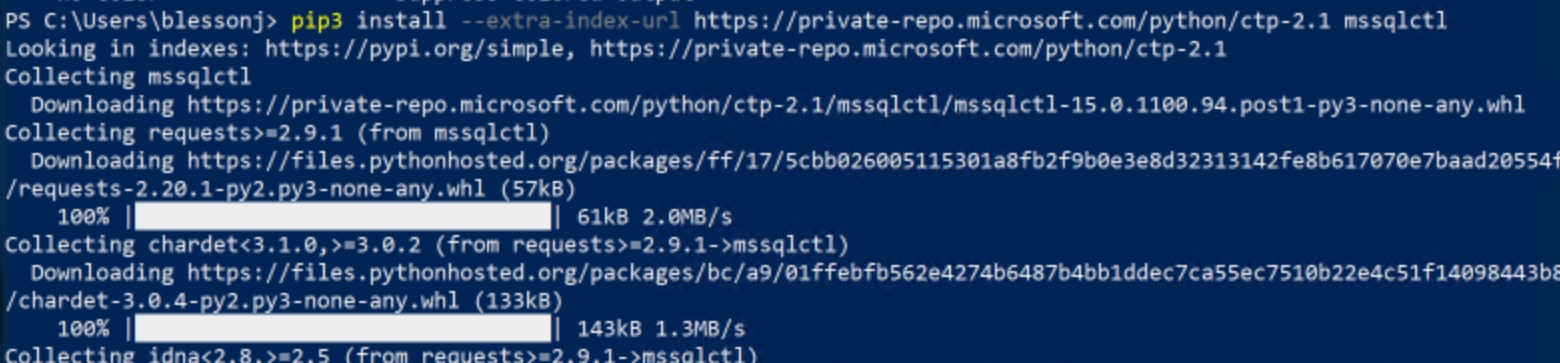 PS C:\Users\blessonj> pip3 install --extra-index-url https://private-repo.microsoft.com/python/ctp-2.1 mssqlctl
Looking in indexes: https://pypi.org/simple, https://private-repo.microsoft.com/python/ctp-2.1
Collecting mssqlctl
  Downloading https://private-repo.microsoft.com/python/ctp-2.1/mssqlctl/mssqlctl-15.0.1100.94.post1-py3-none-any.whl
Collecting requests>=2.9.1 (from mssqlctl)
  Downloading https://files.pythonhosted.org/packages/ff/17/5cbb026005115301a8fb2f9b0e3e8d32313142fe8b617070e7baad20554f
/requests-2.20.1-py2.py3-none-any.whl (57kB)
    100% || 61kB 2.0MB/s
Collecting chardet<3.1.0,>=3.0.2 (from requests>=2.9.1->mssqlctl)
  Downloading https://files.pythonhosted.org/packages/bc/a9/01ffebfb562e4274b6487b4bb1ddec7ca55ec7510b22e4c51f14098443b8
/chardet-3.0.4-py2.py3-none-any.whl (133kB)
    100% || 143kB 1.3MB/s
Collecting idna<2.8,>=2.5 (from requests>=2.9.1->mssqlctl)